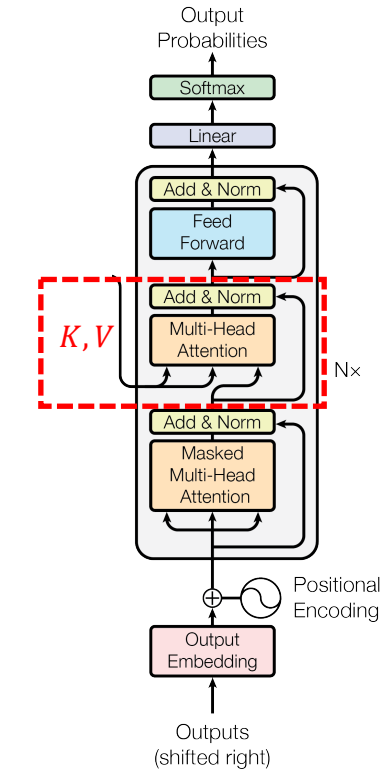 Output
Probabilities
Softmax
Linear
Add & Norm
Feed
Forward
Add & Norm
K, V
Multi-Head
Attention
N×
Add & Norm
Masked
Multi-Head
Attention
Positional
Encoding
Output
Embedding
Outputs
(shifted right)